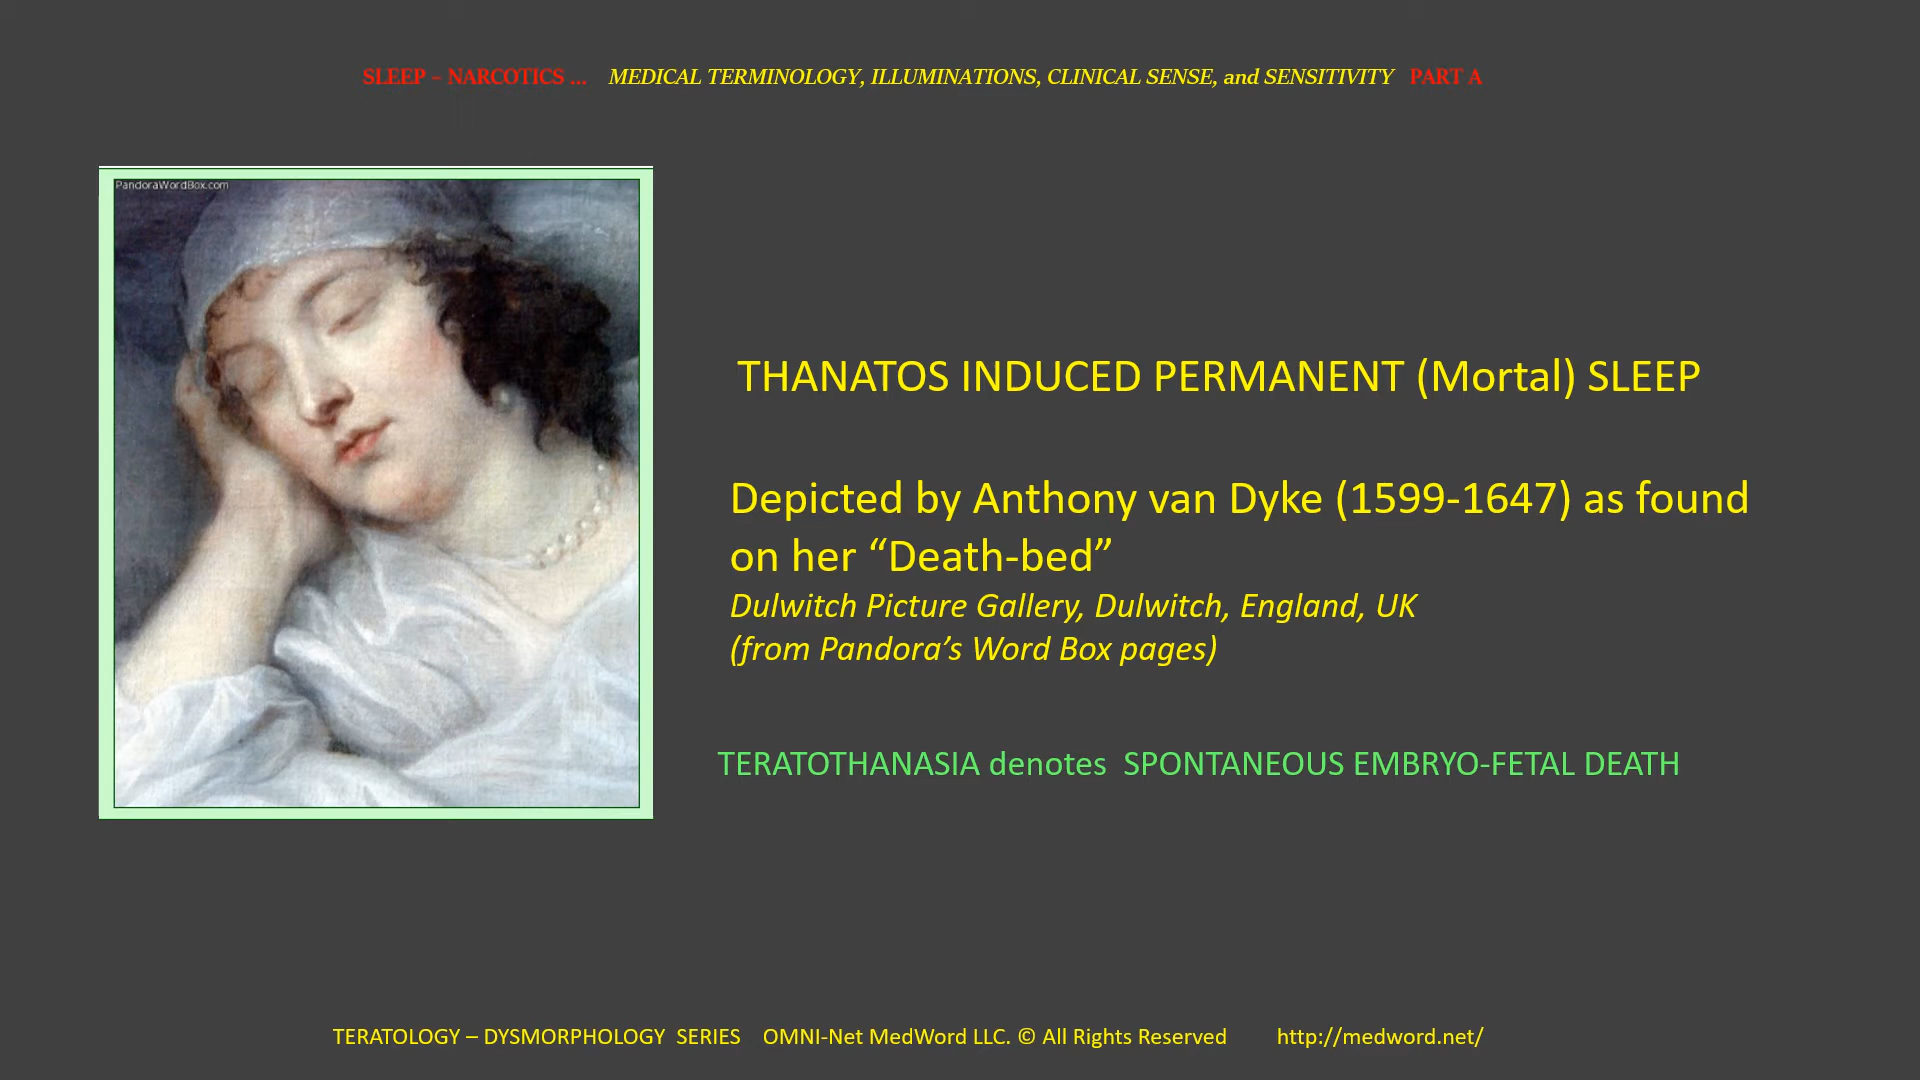 SLEEP – NARCOTICS ... MEDICAL TERMINOLOGY, ILLUMINATIONS, CLINICAL SENSE, and SENSITIVITY PART A
PandoraWordBox.com
THANATOS INDUCED PERMANENT (Mortal) SLEEP
Depicted by Anthony van Dyke (1599-1647) as found
on her “Death-bed”
Dulwitch Picture Gallery, Dulwitch, England, UK
(from Pandora’s Word Box pages)
TERATOTHANASIA denotes SPONTANEOUS EMBRYO-FETAL DEATH
TERATOLOGY – DYSMORPHOLOGY SERIES OMNI-Net MedWord LLC. © All Rights Reserved http://medword.net/